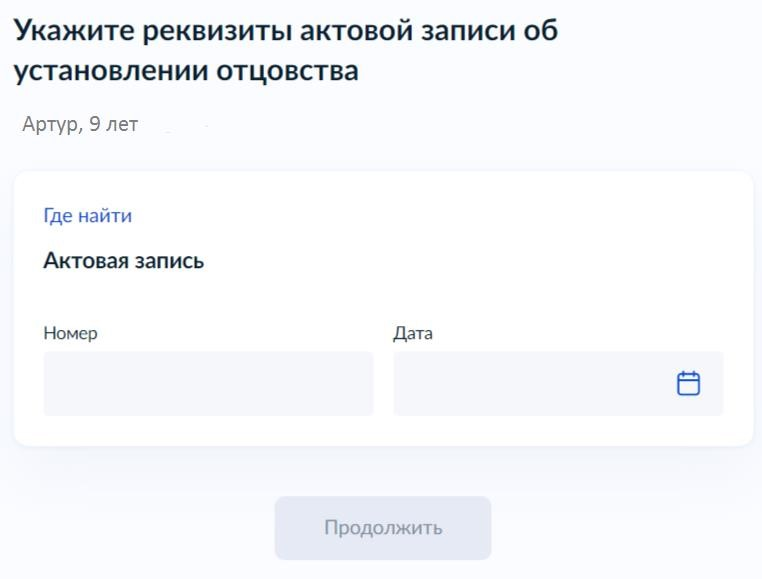 Укажите реквизиты актовой записи об
установлении отцовства
Артур, 9 лет
Где найти
Актовая запись
Номер
Дата
Продолжить